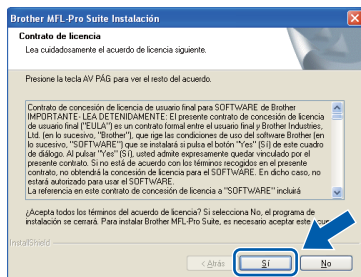 Brother MFL-Pro Suite Instalación
Contrato de licencia
Lea cuidadosamente el acuerdo de licencia siguiente.
Presione la tecla AV PÁG para ver el resto del acuerdo.
Contrato de concesión de licencia de usuario final para SOFTWARE de Brother
IMPORTANTE- LEA DETENIDAMENTE: El presente contrato de concesión de licencia
de usuario final ("EULA") es un contrato formal entre el usuario final y Brother Industries,
Ltd. (en lo sucesivo, "Brother"), que rige las condiciones de uso del software Brother (en
lo sucesivo, "SOFTWARE") que se instalará si pulsa el botón "Yes" (Sí) de este cuadro
de diálogo. Al pulsar "Yes" (Sí), usted admite expresamente quedar vinculado por el
presente contrato. Si no está de acuerdo con los términos recogidos en el presente
contrato, no obtendrá la concesión de licencia para el SOFTWARE. En dicho caso, no
estará autorizado para usar el SOFTWARE.
La referencia en este contrato de concesión de licencia a "SOFTWARE" incluirá
¿Acepta todos los términos del acuerdo de licencia? Si selecciona No, el programa de
instalación se cerrará. Para instalar Brother MFL-Pro Suite, es necesario aceptar este
InstallShield
< Atrás
Sí
No